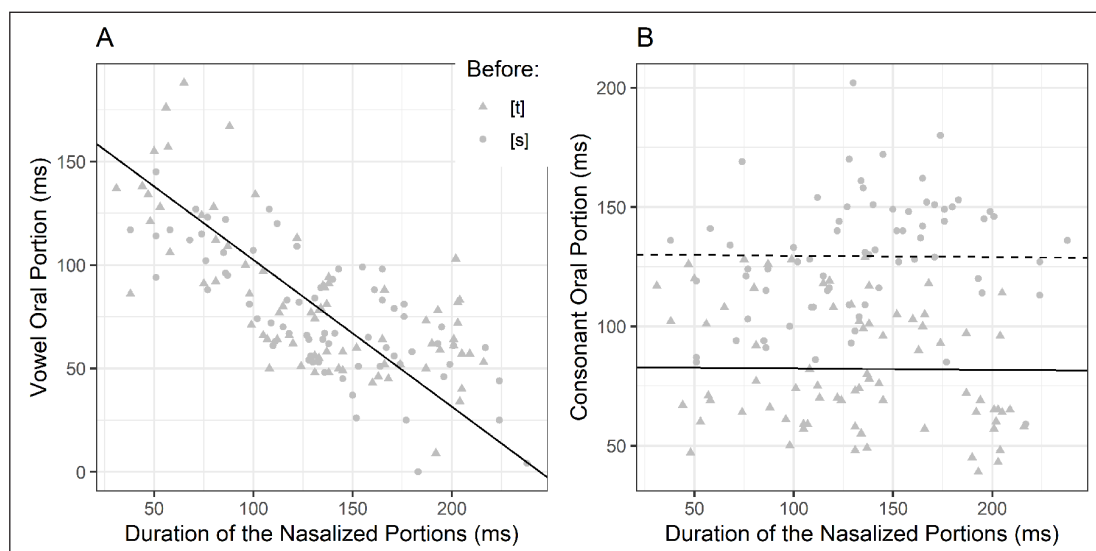 A
Before:
[t]
[s]
150
100
50
0
Vowel Oral Portion (ms)
50
100
150
200
Duration of the Nasalized Portions (ms)
B
200
150
100
50
Consonant Oral Portion (ms)
50
100
150
200
Duration of the Nasalized Portions (ms)